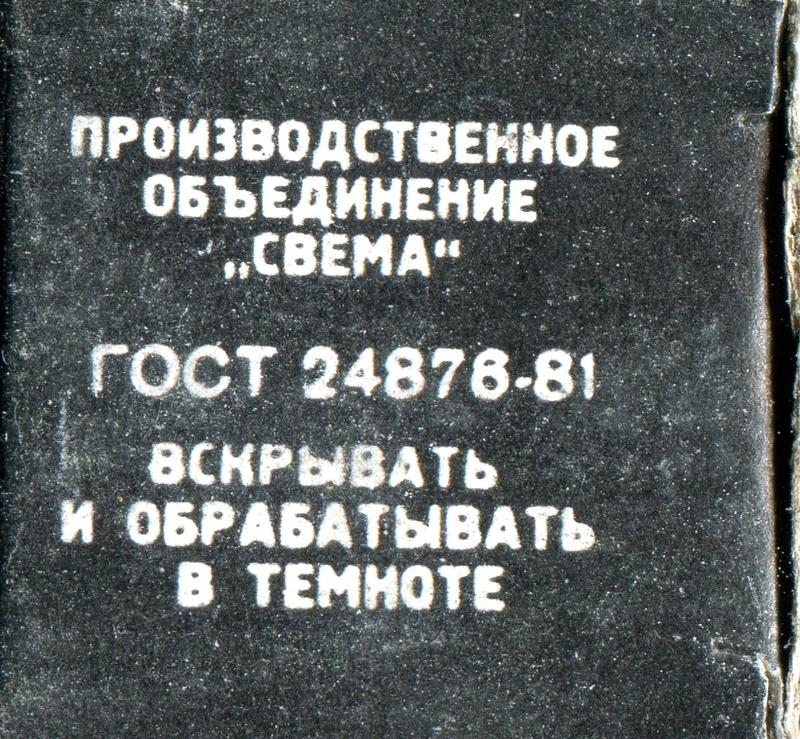 ПРОИЗВОДСТВЕННОЕ
ОБЪЕДИНЕНИЕ
„СВЕМА“
ГОСТ 24876-81
ВСКРЫВАТЬ
И ОБРАБАТЫВАТЬ
В ТЕМНОТЕ